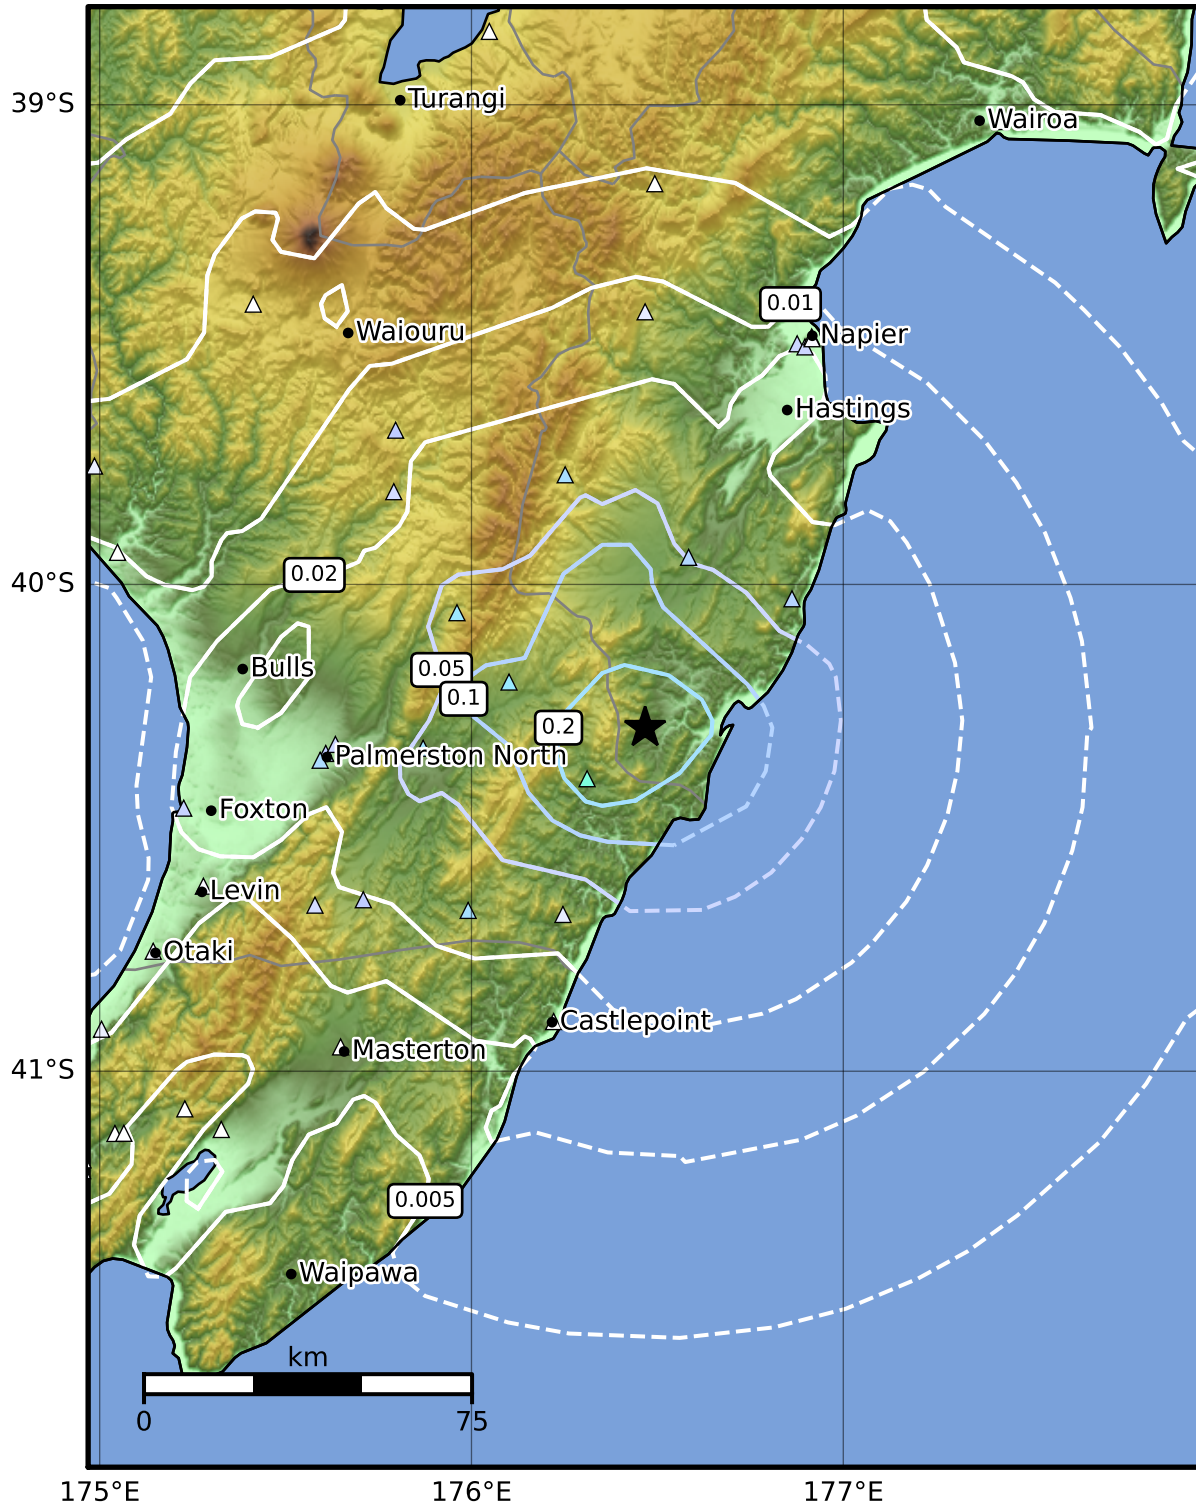 39°S
Turangi
Wairoa
0.01
Waiouru
Napier
Hastings
40°S
0.02
Bulls
0.05
0.1
0.2
Palmerston North
Foxton
Levin
Otaki
Castlepoint
41°S
Masterton
0.005
Waipawa
km
0 75
175°E 176°E 177°E